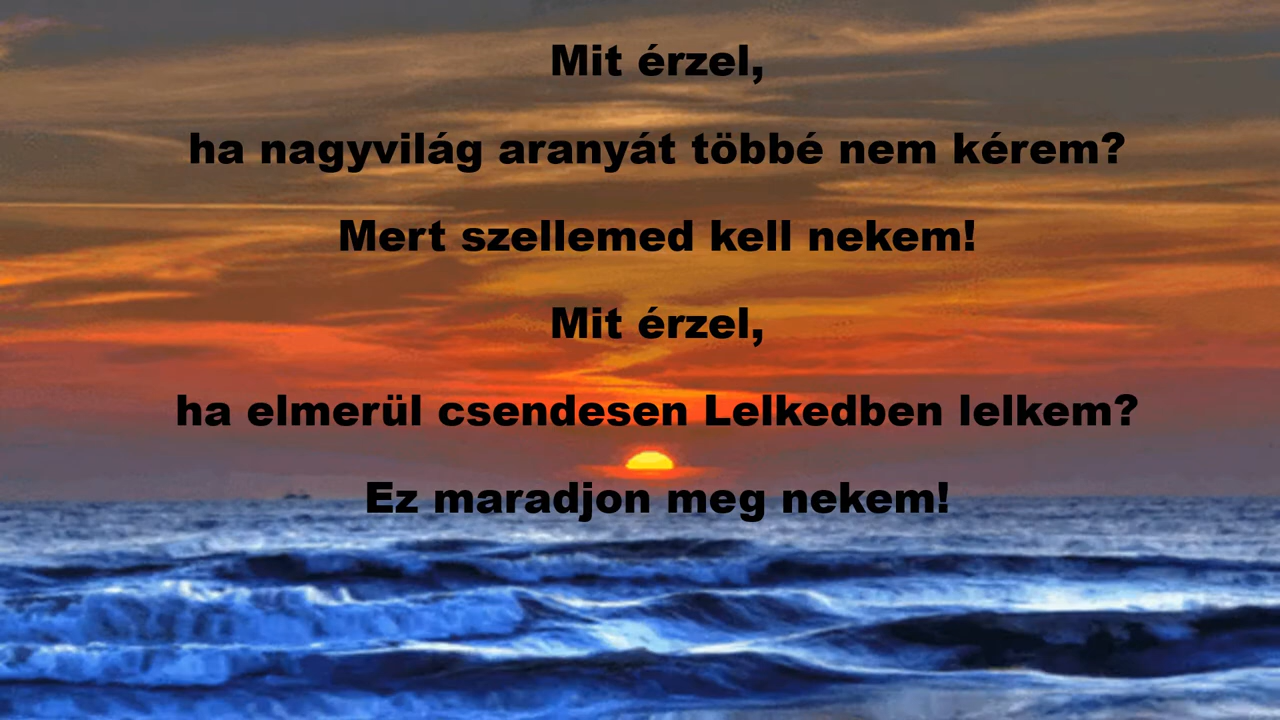 Mit érzel,
ha nagyvilág aranyát többé nem kérem?
Mert szellemed kell nekem!
Mit érzel,
ha elmerül csendesen Lelkedben lelkem?
Ez maradjon meg nekem!